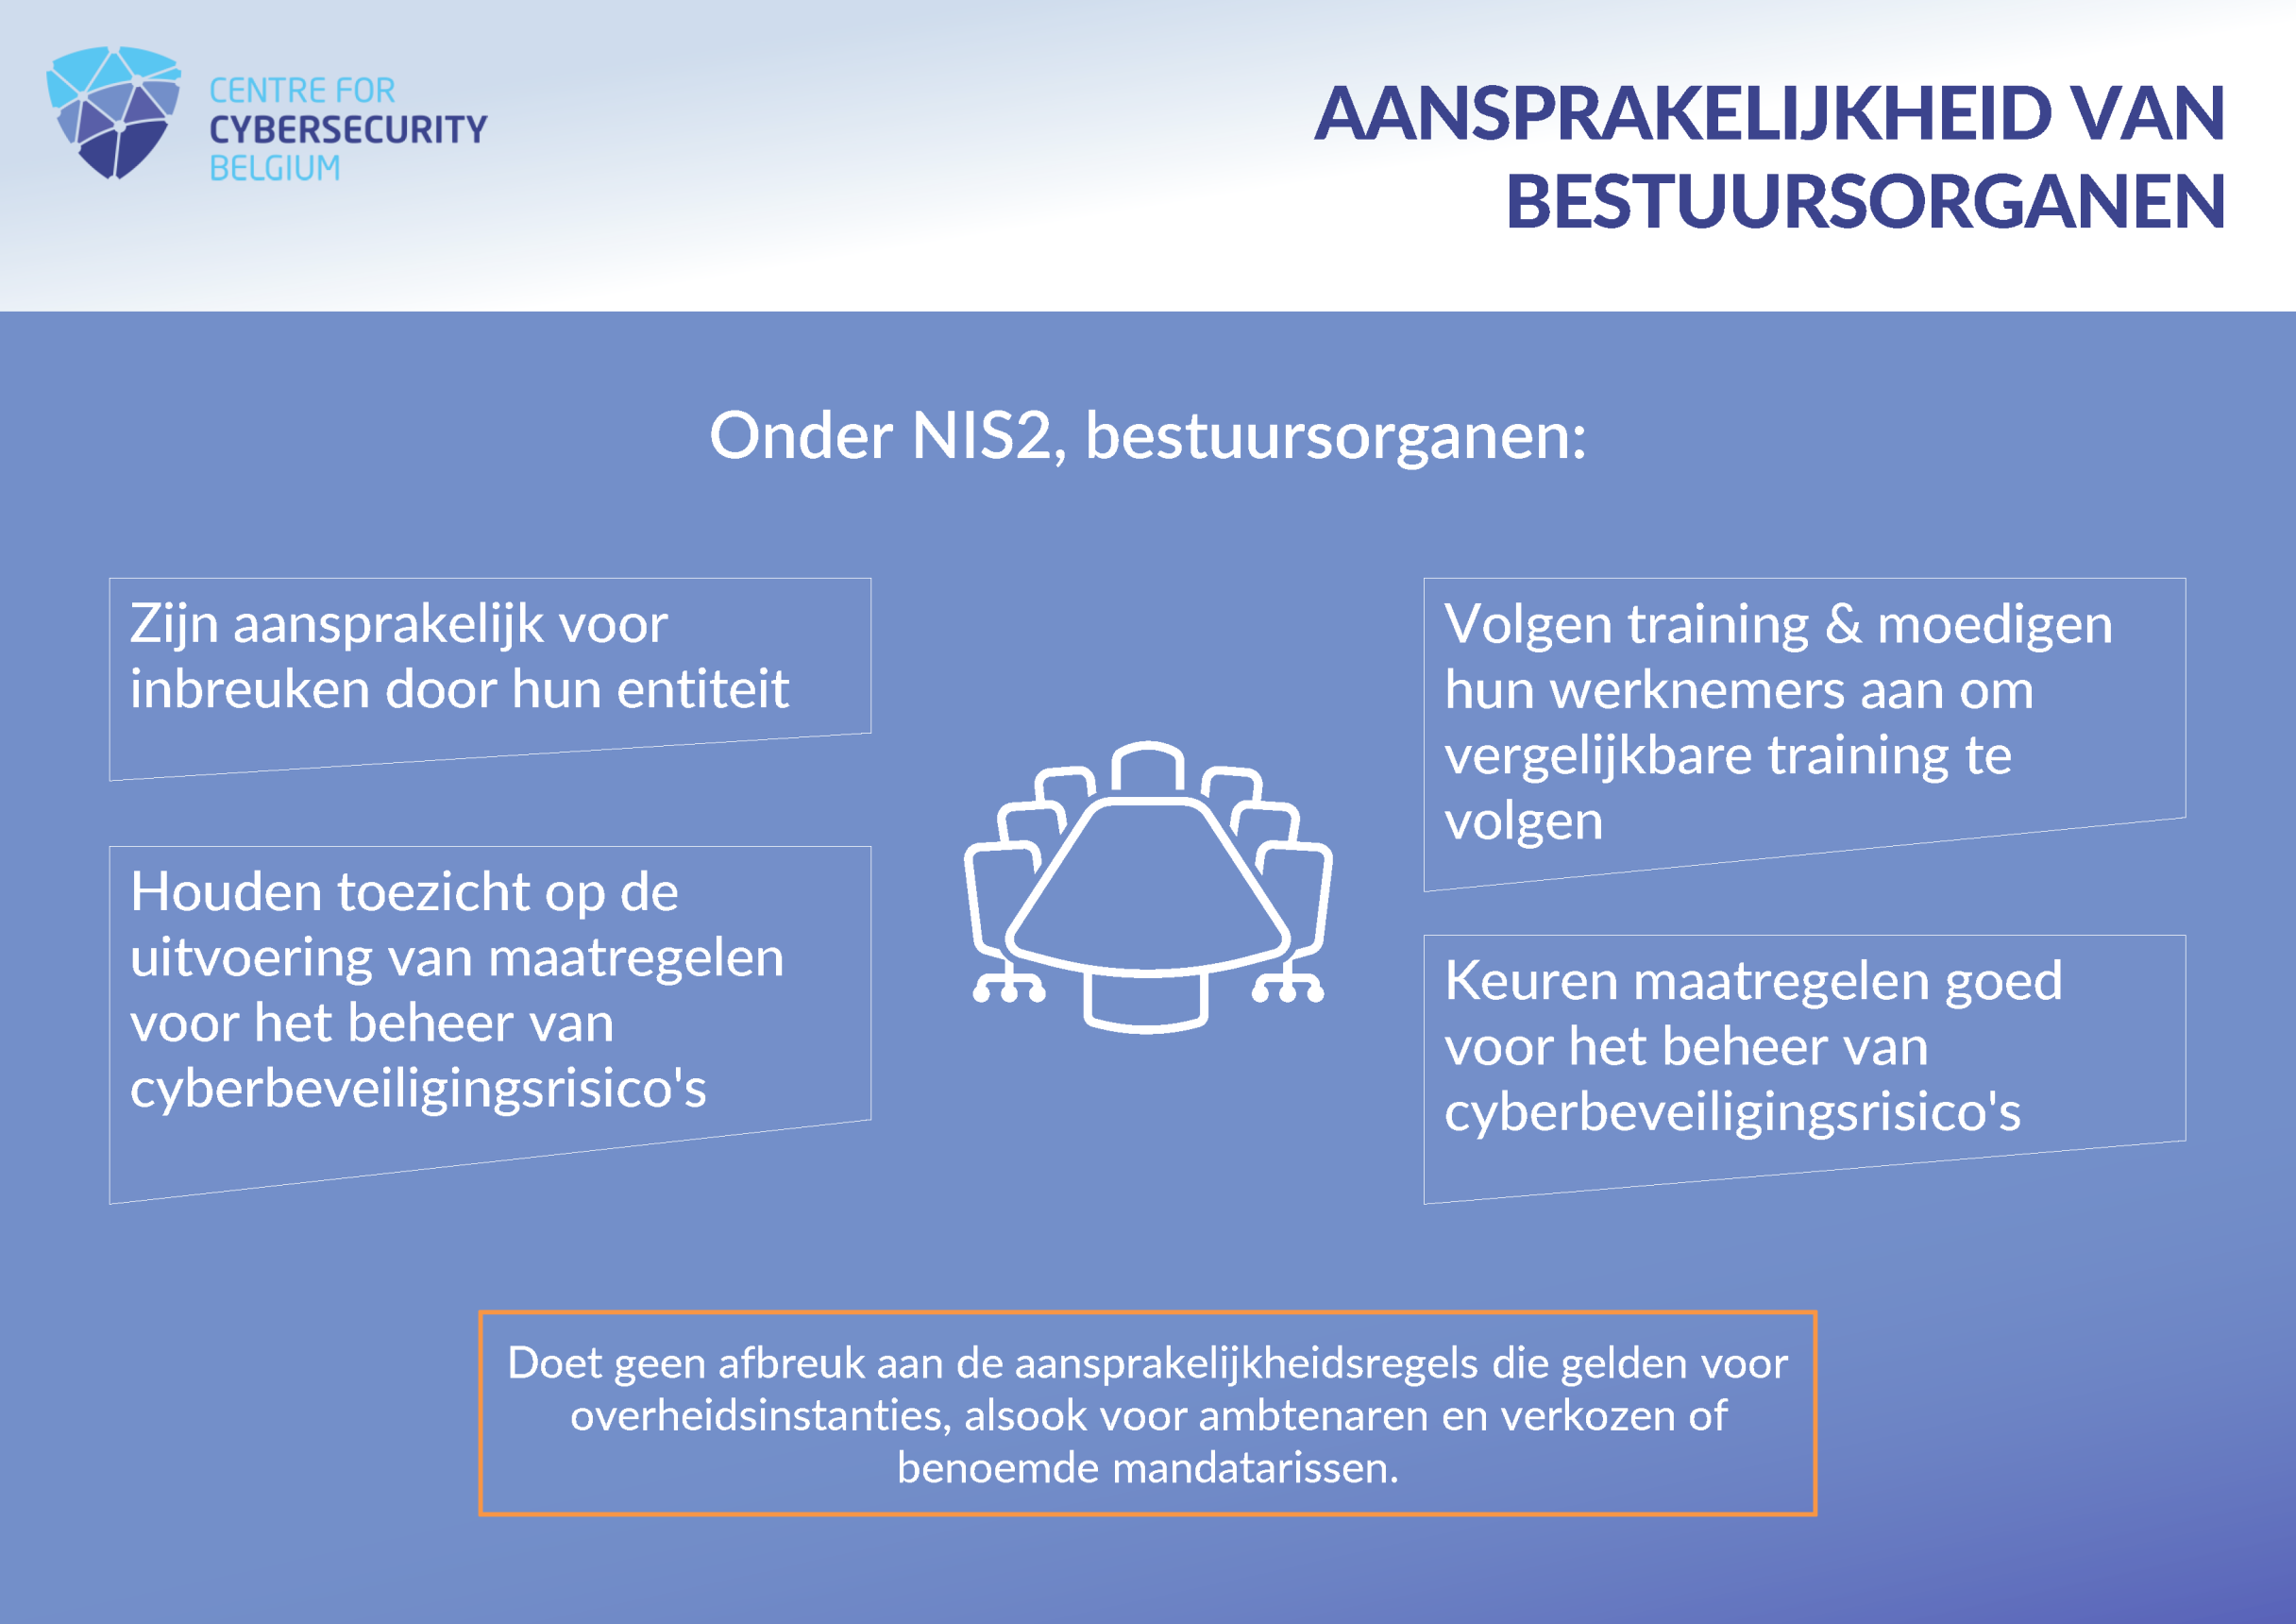 CENTRE FOR
CYBERSECURITY
BELGIUM
AANSPRAKELIJKHEID VAN
BESTUURSORGANEN
Onder NIS2, bestuursorganen:
Zijn aansprakelijk voor
inbreuken door hun entiteit
Houden toezicht op de
uitvoering van maatregelen
voor het beheer van
cyberbeveiligingsrisico's
Volgen training & moedigen
hun werknemers aan om
vergelijkbare training te
volgen
Keuren maatregelen goed
voor het beheer van
cyberbeveiligingsrisico's
Doet geen afbreuk aan de aansprakelijkheidsregels die gelden voor
overheidsinstanties, alsook voor ambtenaren en verkozen of
benoemde mandatarissen.